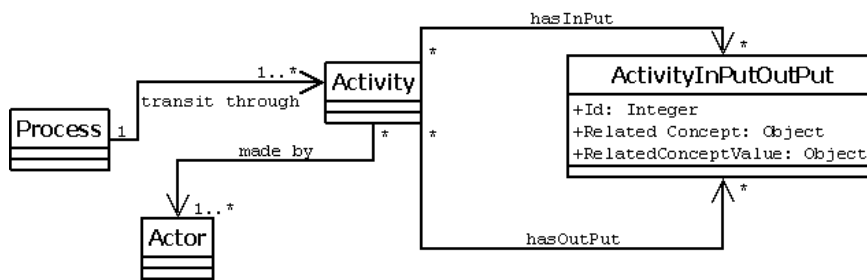 hasInPut
*
*
1..*
Activity
ActivityInPutOutPut
transit through
+Id: Integer
Process
1
*
*
+Related Concept: Object
made by
+RelatedConceptValue: Object
*
1..*
Actor
hasOutPut